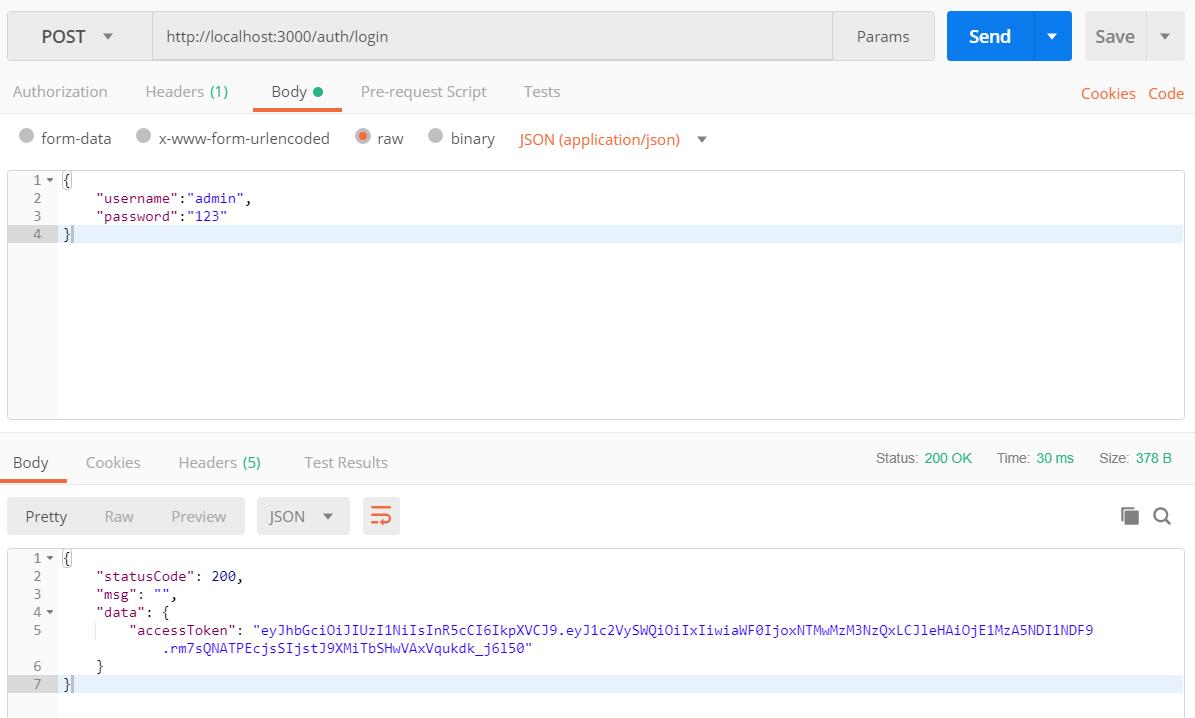 POST http://localhost:3000/auth/login Params Send Save
Authorization Headers (1) Body Pre-request Script Tests Cookies Code
form-data x-www-form-urlencoded raw binary JSON (application/json)
1 {
2 "username":"admin",
3 "password":"123"
4 }
Body Cookies Headers (5) Test Results Status: 200 OK Time: 30 ms Size: 378 B
Pretty Raw Preview JSON
1 {
2 "statusCode": 200,
3 "msg": "",
4 "data": {
5 "accessToken": "eyJhbGciOiJIUzI1NiIsInR5cCI6IkpXVCJ9.eyJ1c2VySWQiOiIxIiwiaWF0IjoxNTMwMzM3NzQxLCJleHAiOjE1MzA5NDI1NDF9
.rm7sQNATPEcjsSIjstJ9XMiTbSHwVAxVqukdk_j6l50"
6 }
7 }